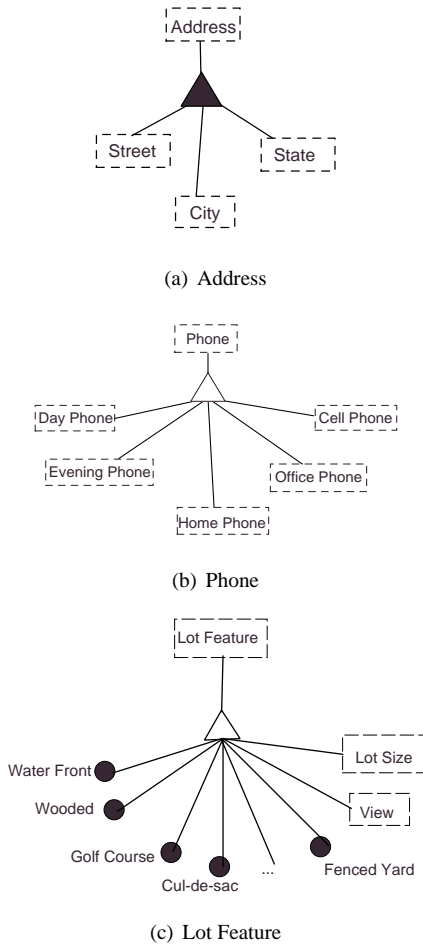 Address
Street
State
City
(a) Address
Phone
Day Phone
Cell Phone
Evening Phone
Office Phone
Home Phone
(b) Phone
Lot Feature
Lot Size
Water Front
Wooded
View
Golf Course
Cul-de-sac
...
Fenced Yard
(c) Lot Feature